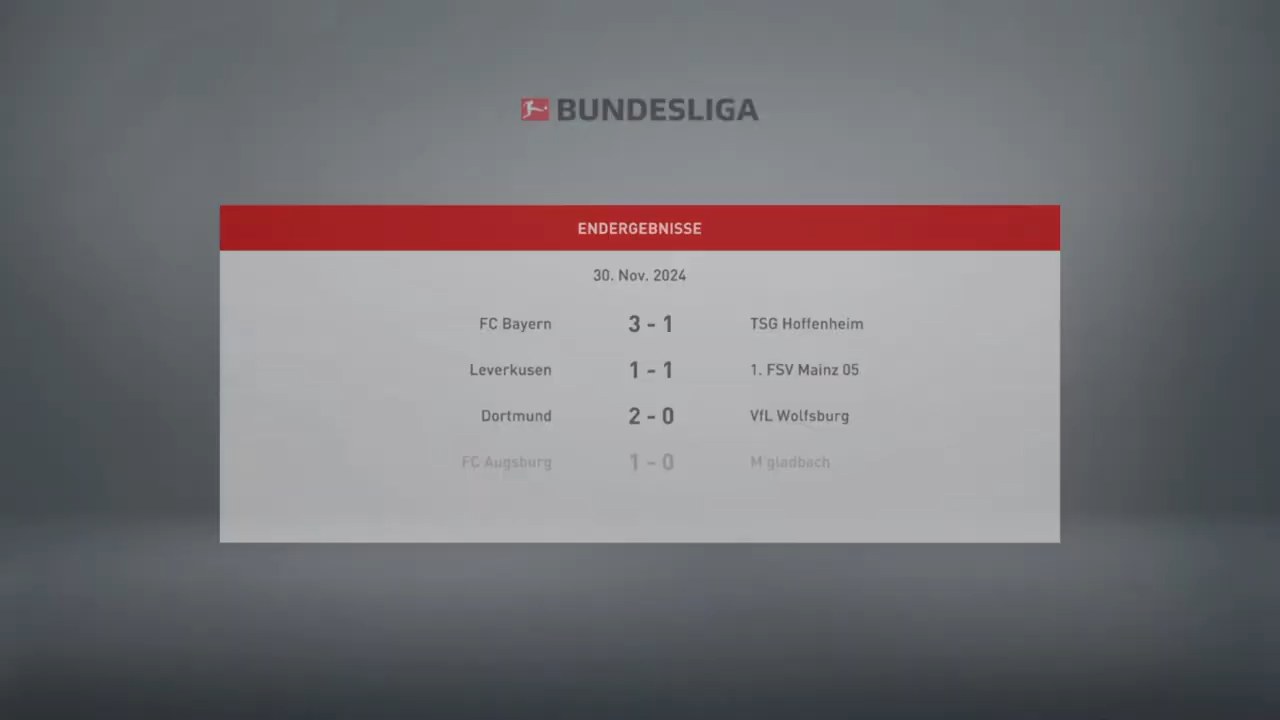 BUNDESLIGA
ENDERGEBNISSE
30. Nov. 2024
FC Bayern 3 - 1 TSG Hoffenheim
Leverkusen 1 - 1 1. FSV Mainz 05
Dortmund 2 - 0 VfL Wolfsburg
FC Augsburg 1 - 0 M gladbach